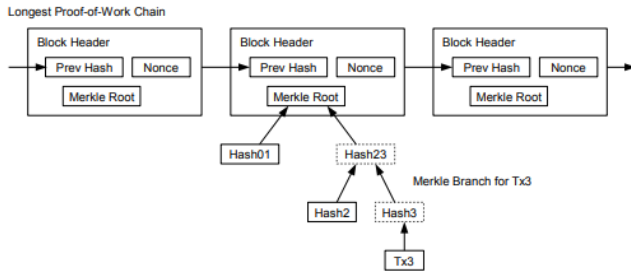 Longest Proof-of-Work Chain
Block Header
Block Header
Block Header
Prev Hash
Nonce
Prev Hash
Nonce
Prev Hash
Nonce
Merkle Root
Merkle Root
Merkle Root
Hash01
Hash23
Merkle Branch for Tx3
Hash2
Hash3
Tx3